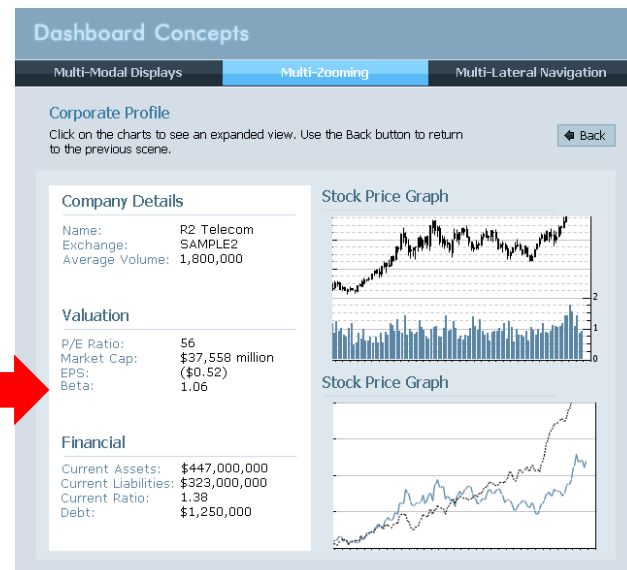 Dashboard Concepts
Multi-Modal Displays Multi-Zooming Multi-Lateral Navigation
Corporate Profile
Click on the charts to see an expanded view. Use the Back button to return
to the previous scene.
Back
Company Details
Name: R2 Telecom
Exchange: SAMPLE2
Average Volume: 1,800,000
Valuation
P/E Ratio: 56
Market Cap: $37,558 million
EPS: ($0.52)
Beta: 1.06
Financial
Current Assets: $447,000,000
Current Liabilities: $323,000,000
Current Ratio: 1.38
Debt: $1,250,000
Stock Price Graph
2
1
0
Stock Price Graph